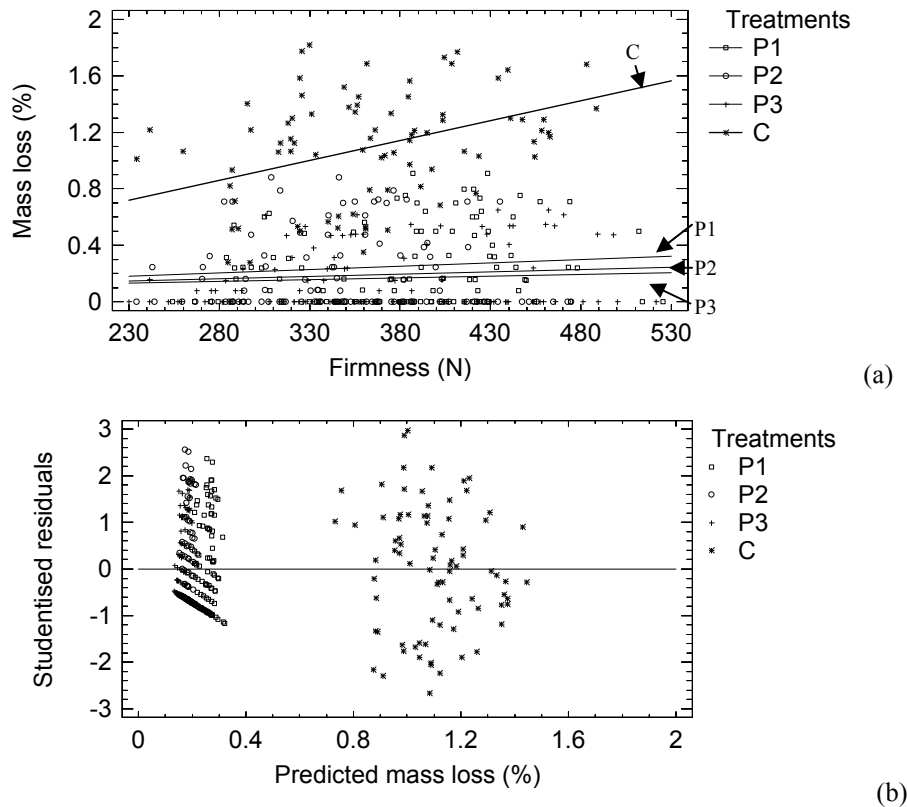 Treatments
P1
P2
P3
C
Mass loss (%)
2
1.6
1.2
0.8
0.4
0
C
P1
P2
P3
230 280 330 380 430 480 530
Firmness (N)
(a)
Treatments
P1
P2
P3
C
Studentised residuals
3
2
1
0
-1
-2
-3
0 0.4 0.8 1.2 1.6 2
Predicted mass loss (%)
(b)